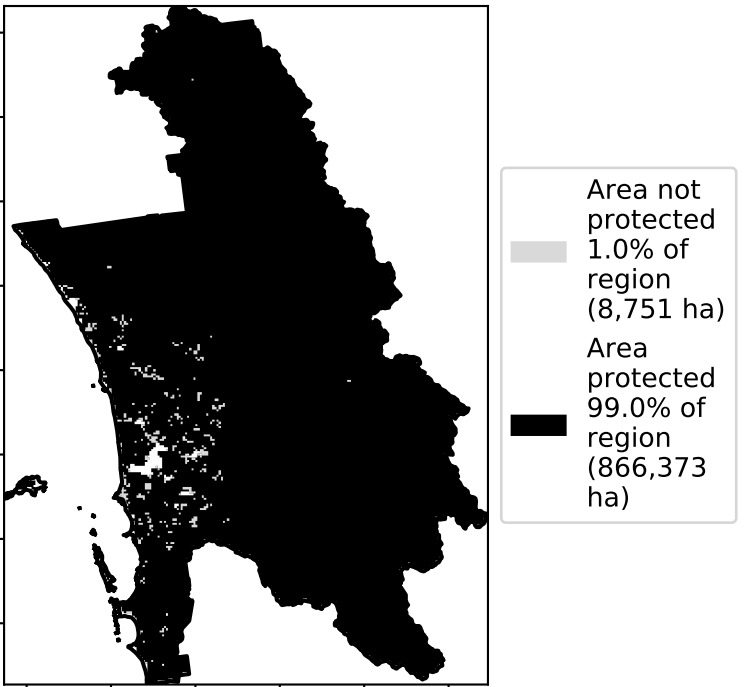 Area not
protected
1.0% of
region
(8,751 ha)
Area
protected
99.0% of
region
(866,373
ha)